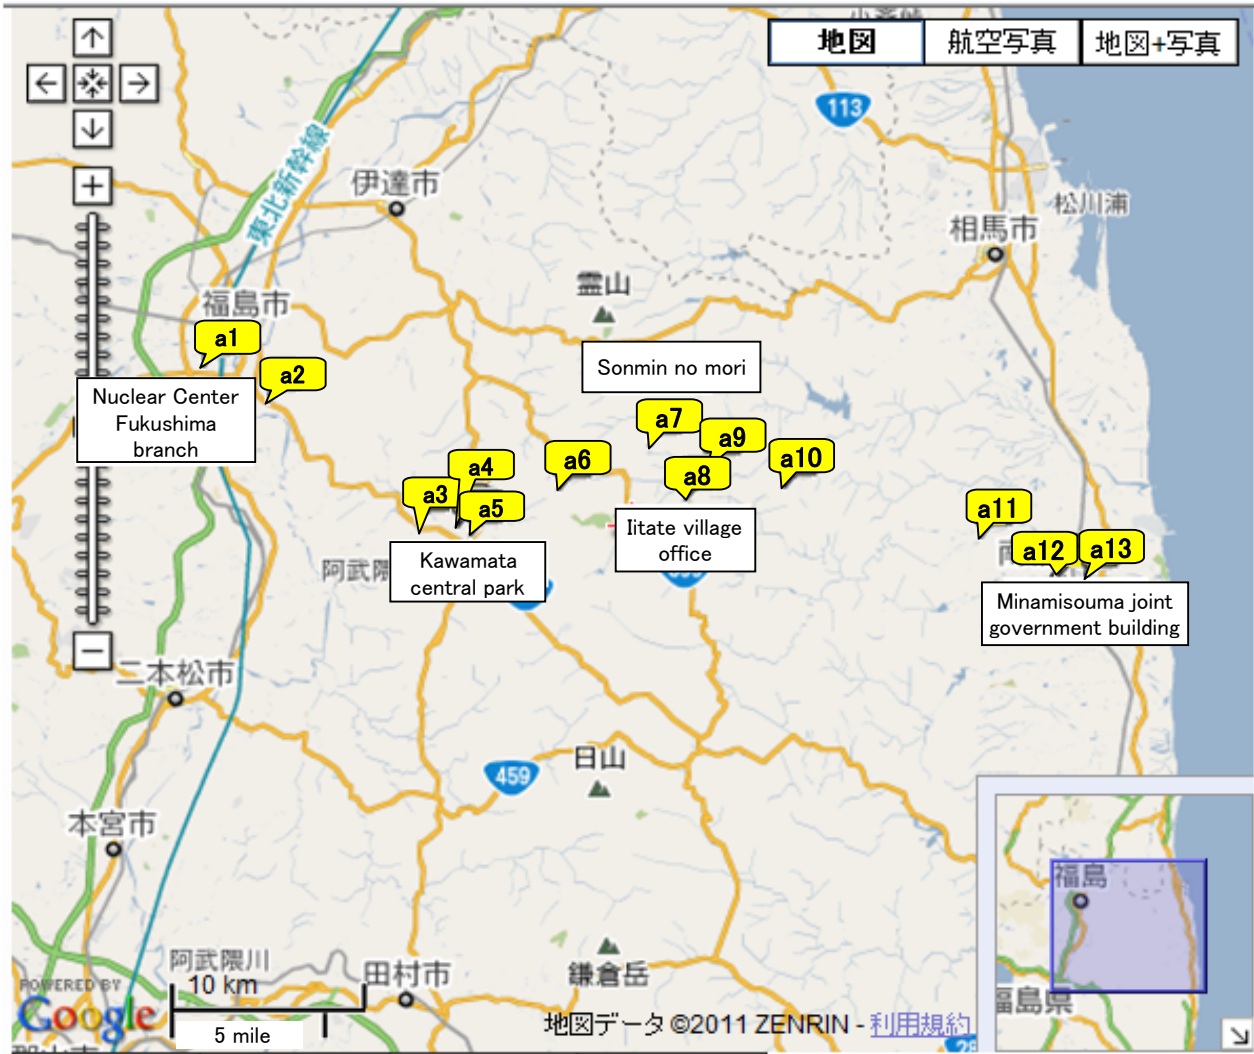 地図
航空写真
地図+写真
113
東北新幹線
伊達市
松川浦
相馬市
霊山
福島市
a1
a2
Sonmin no mori
Nuclear Center
Fukushima
branch
a7
a9
a4
a6
a8
a10
a3
a5
a11
Iitate village
office
a12
a13
Kawamata
central park
阿武隈
Minamisouma joint
government building
二本松市
日山
459
本宮市
福島
阿武隈川
田村市
鎌倉岳
福島県
POWERED BY
Google
10 km
5 mile
地図データ ©2011 ZENRIN - 利用規約